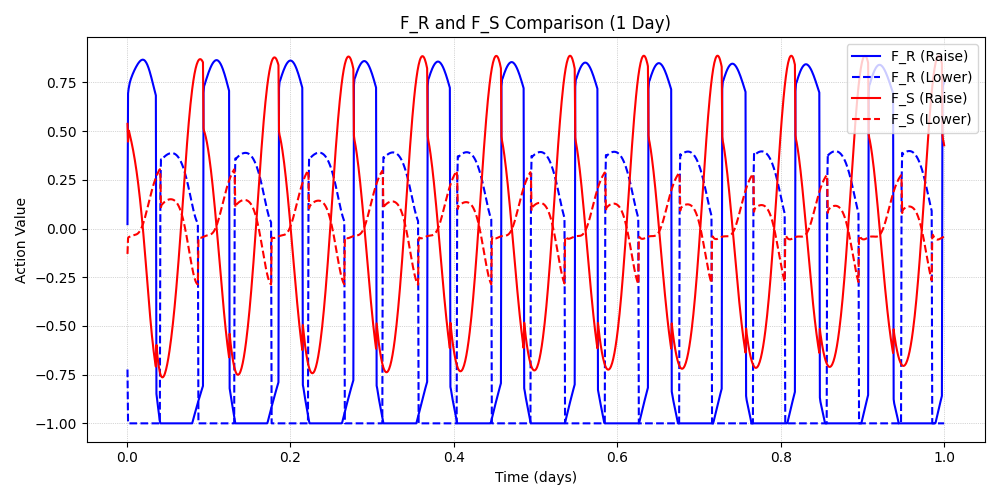 F_R and F_S Comparison (1 Day)
F_R (Raise)
F_R (Lower)
F_S (Raise)
F_S (Lower)
Action Value
0.75
0.50
0.25
0.00
−0.25
−0.50
−0.75
−1.00
0.0 0.2 0.4 0.6 0.8 1.0
Time (days)